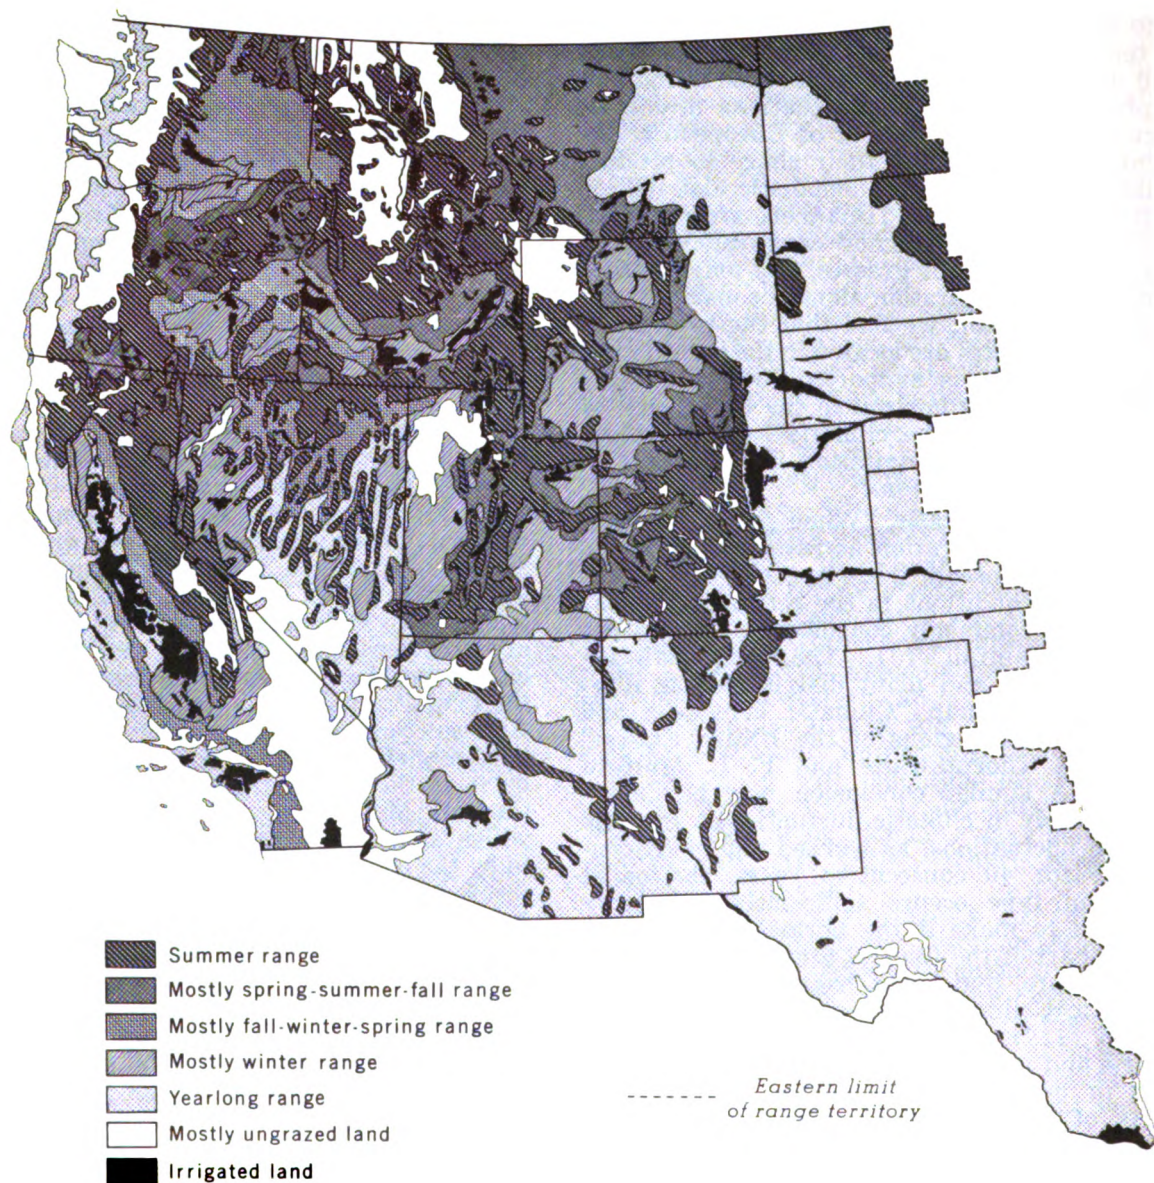 Summer range
Mostly spring-summer-fall range
Mostly fall-winter-spring range
Mostly winter range
Yearlong range
Mostly ungrazed land
Irrigated land
Eastern limit
of range territory